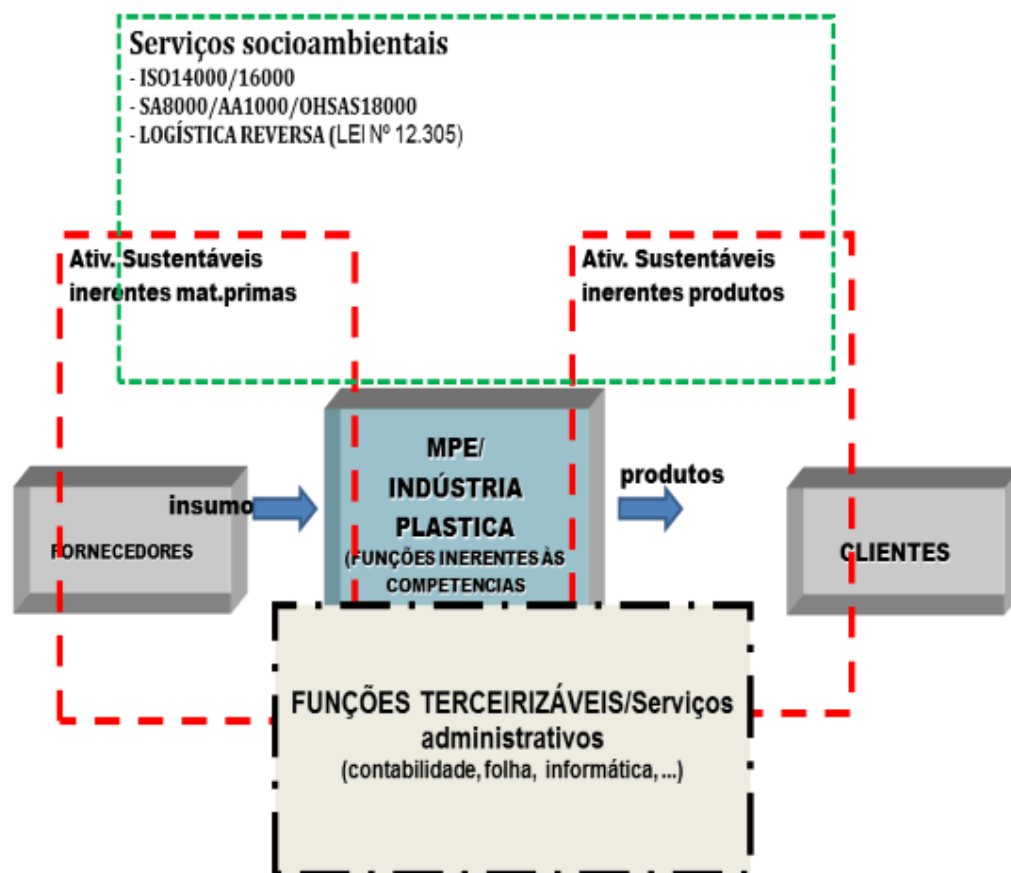 Serviços socioambientais
- ISO14000/16000
- SA8000/AA1000/OHSAS18000
- LOGÍSTICA REVERSA (LEI Nº 12.305)
Ativ. Sustentáveis
inerentes mat.primas
Ativ. Sustentáveis
inerentes produtos
FORNECEDORES
insumo
MPE/
INDÚSTRIA
PLASTICA
(FUNÇÕES INERENTES ÀS
COMPETENCIAS
produtos
CLIENTES
FUNÇÕES TERCEIRIZÁVEIS/Serviços
administrativos
(contabilidade, folha, informática, ...)